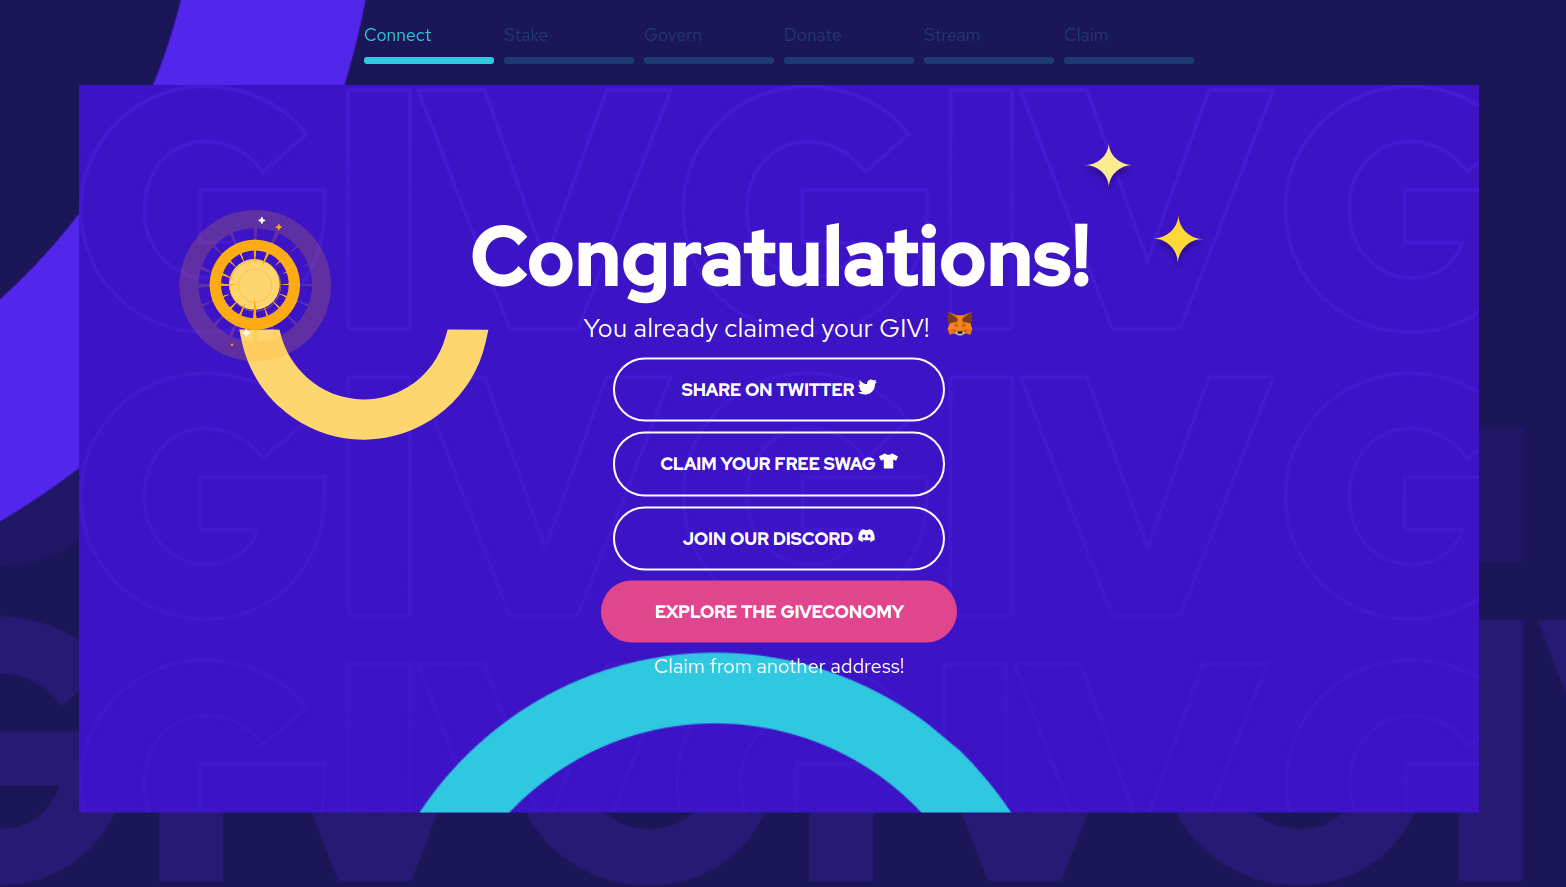 Connect Stake Govern Donate Stream Claim
Congratulations!
You already claimed your GIV!
SHARE ON TWITTER
CLAIM YOUR FREE SWAG
JOIN OUR DISCORD
EXPLORE THE GIVECONOMY
Claim from another address!
GIVGIV